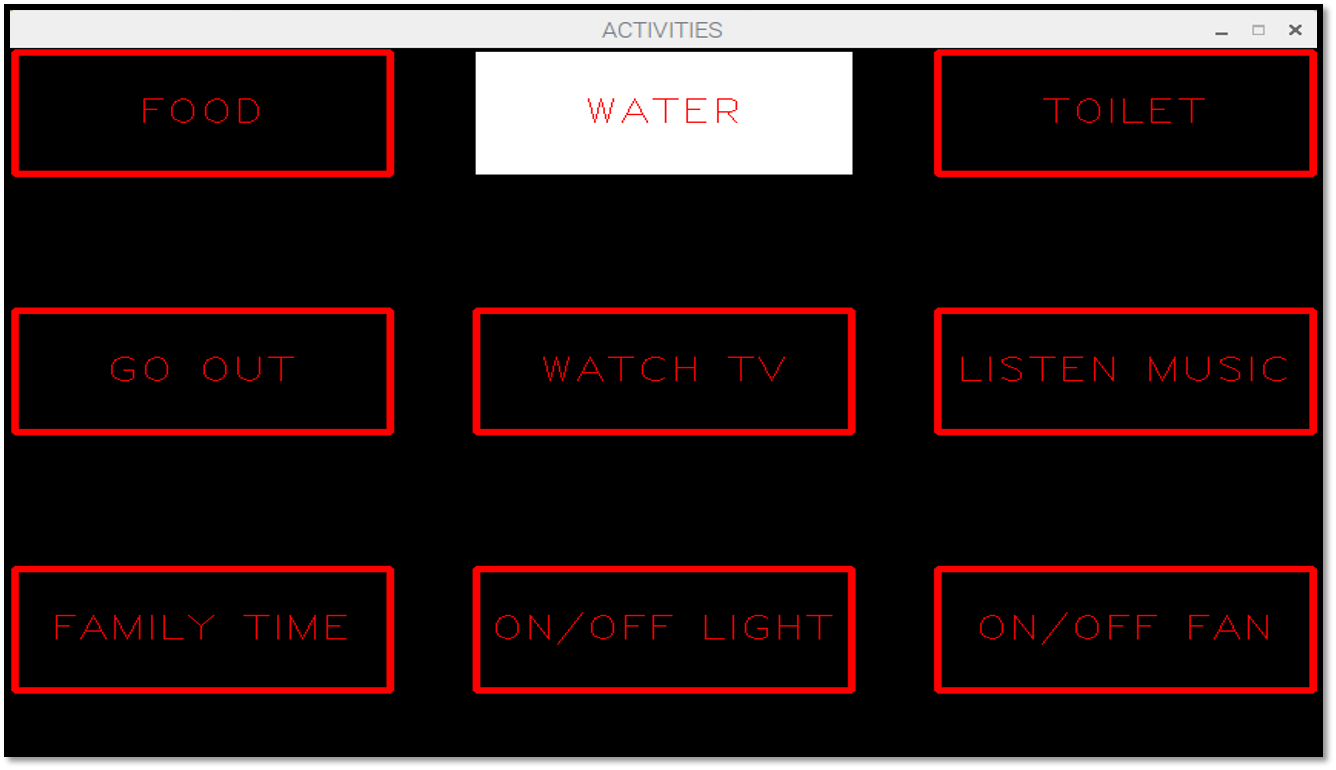 ACTIVITIES
FOOD
WATER
TOILET
GO OUT
WATCH TV
LISTEN MUSIC
FAMILY TIME
ON/OFF LIGHT
ON/OFF FAN